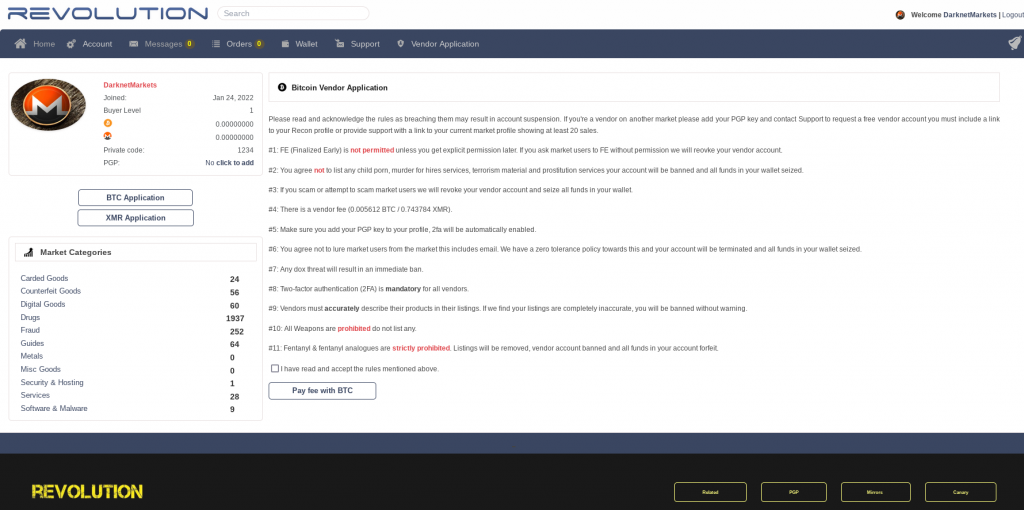 REVOLUTION
Search
Welcome DarknetMarkets | Logout
Home Account Messages 0 Orders 0 Wallet Support Vendor Application
DarknetMarkets
Joined: Jan 24, 2022
Buyer Level 1
0.00000000
0.00000000
Private code: 1234
PGP: No click to add
BTC Application
XMR Application
Market Categories
Carded Goods 24
Counterfeit Goods 56
Digital Goods 60
Drugs 1937
Fraud 252
Guides 64
Metals 0
Misc Goods 0
Security & Hosting 1
Services 28
Software & Malware 9
Bitcoin Vendor Application
Please read and acknowledge the rules as breaching them may result in account suspension. If you're a vendor on another market please add your PGP key and contact Support to request a free vendor account you must include a link
to your Recon profile or provide support with a link to your current market profile showing at least 20 sales.
#1: FE (Finalized Early) is not permitted unless you get explicit permission later. If you ask market users to FE without permission we will reovke your vendor account.
#2: You agree not to list any child porn, murder for hires services, terrorism material and prostitution services your account will be banned and all funds in your wallet seized.
#3: If you scam or attempt to scam market users we will revoke your vendor account and seize all funds in your wallet.
#4: There is a vendor fee (0.005612 BTC / 0.743784 XMR).
#5: Make sure you add your PGP key to your profile, 2fa will be automatically enabled.
#6: You agree not to lure market users from the market this includes email. We have a zero tolerance policy towards this and your account will be terminated and all funds in your wallet seized.
#7: Any dox threat will result in an immediate ban.
#8: Two-factor authentication (2FA) is mandatory for all vendors.
#9: Vendors must accurately describe their products in their listings. If we find your listings are completely inaccurate, you will be banned without warning.
#10: All Weapons are prohibited do not list any.
#11: Fentanyl & fentanyl analogues are strictly prohibited. Listings will be removed, vendor account banned and all funds in your account forfeit.
I have read and accept the rules mentioned above.
Pay fee with BTC
REVOLUTION
Related PGP Mirrors Canary